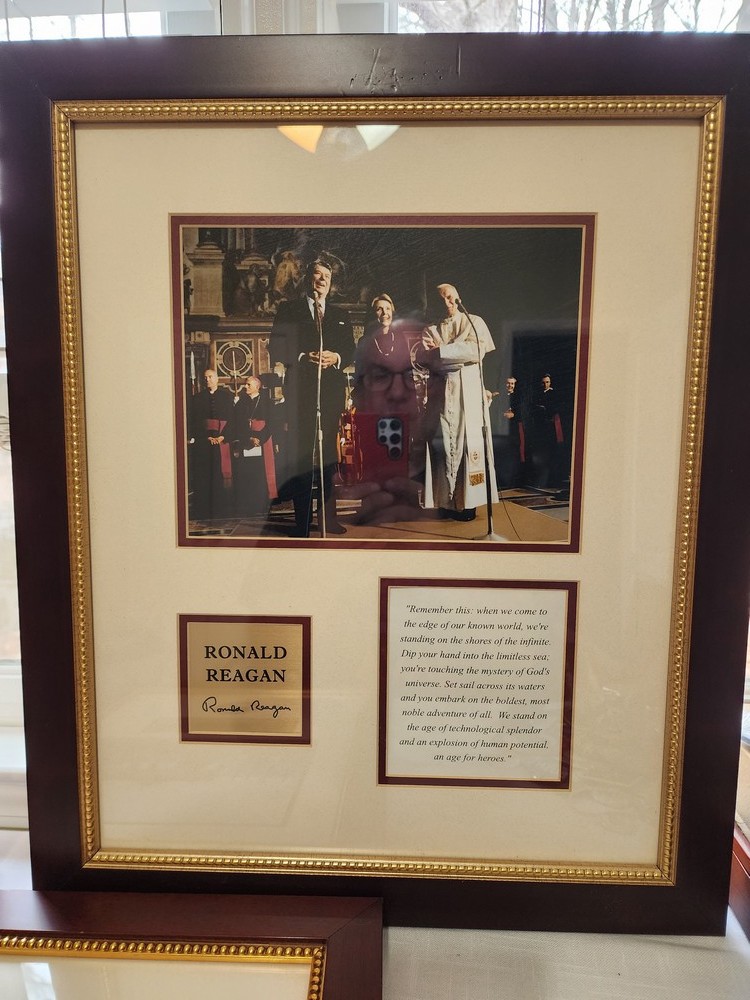 RONALD
REAGAN
Ronald Reagan
"Remember this: when we come to
the edge of our known world, we're
standing on the shores of the infinite.
Dip your hand into the limitless sea;
you're touching the mystery of God's
universe. Set sail across its waters
and you embark on the boldest, most
noble adventure of all. We stand on
the age of technological splendor
and an explosion of human potential,
an age for heroes."